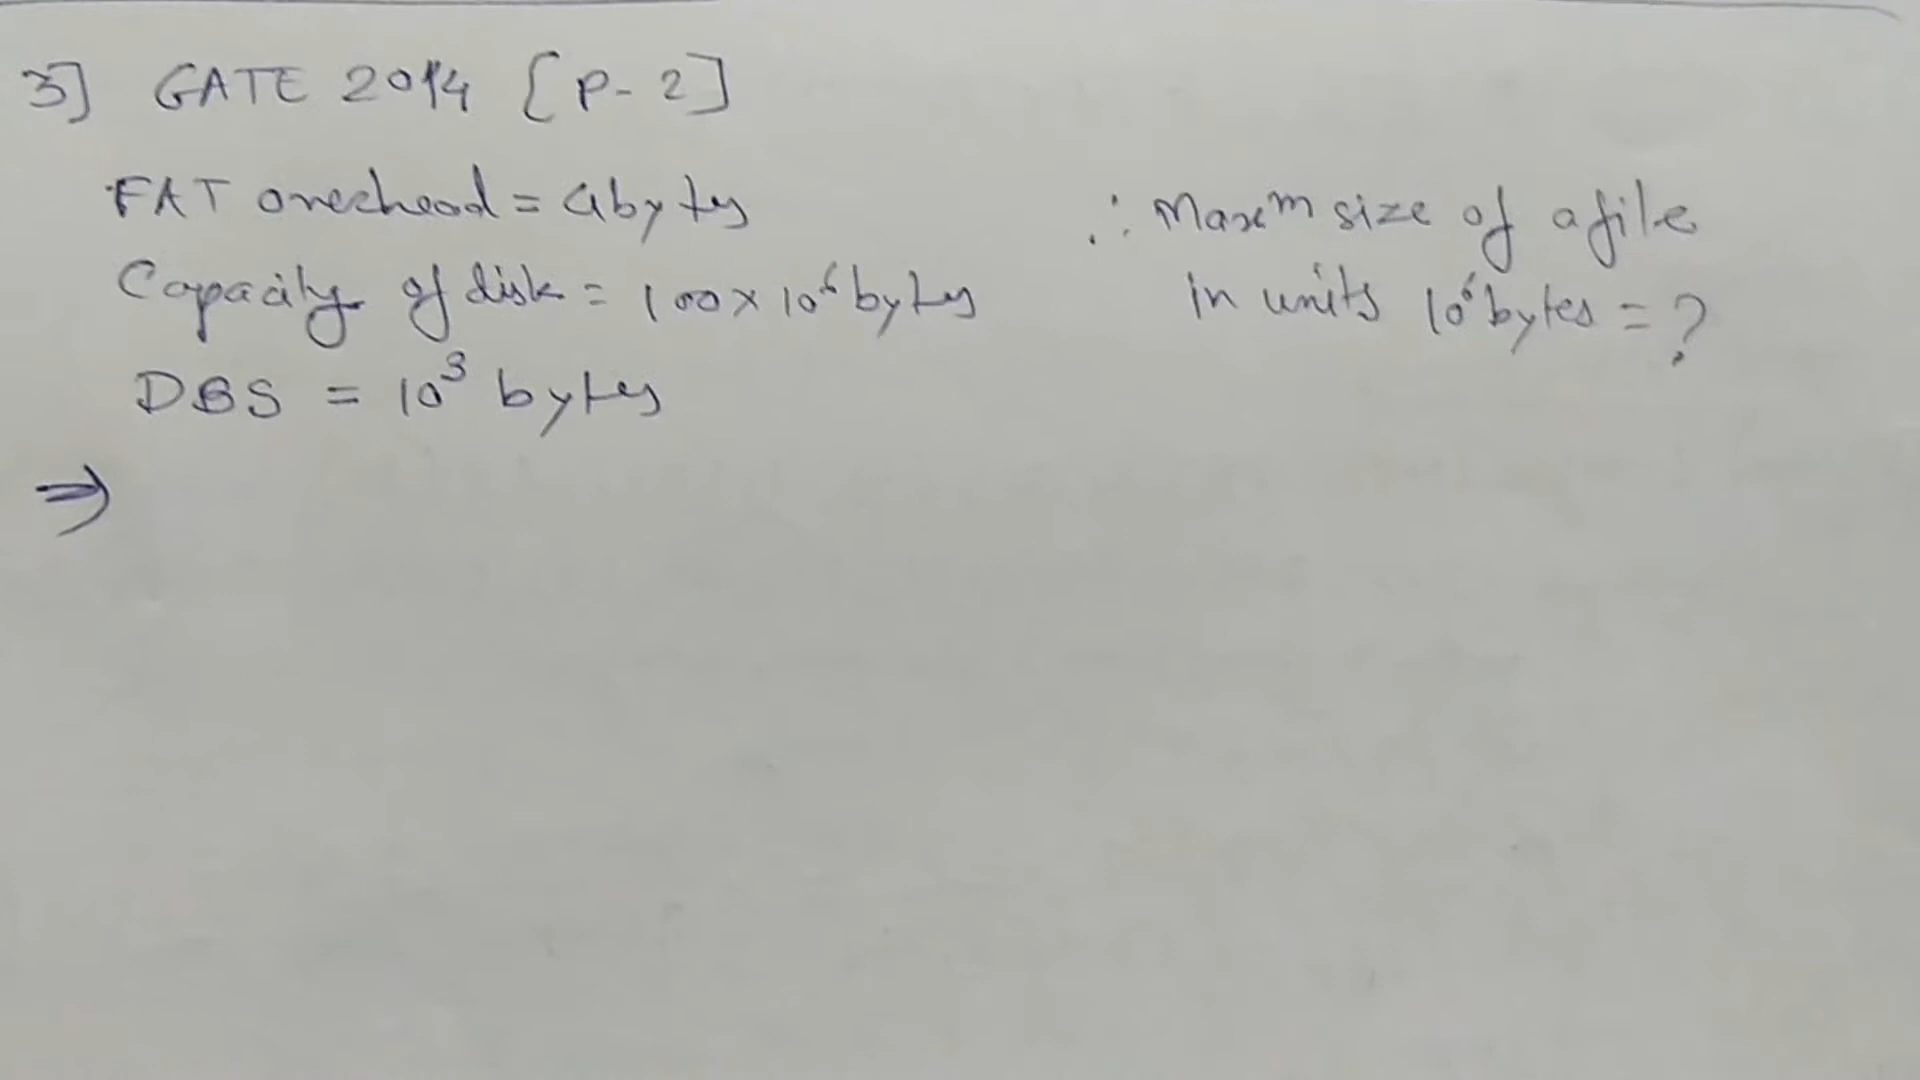 3] GATE 2014 [P-2]
FAT overhead = 4bytes
Capacity of disk = 100 x 10⁶ bytes
DBS = 10³ bytes
∴ Maxᵐ size of a file
in units 10⁶ bytes = ?
⇒